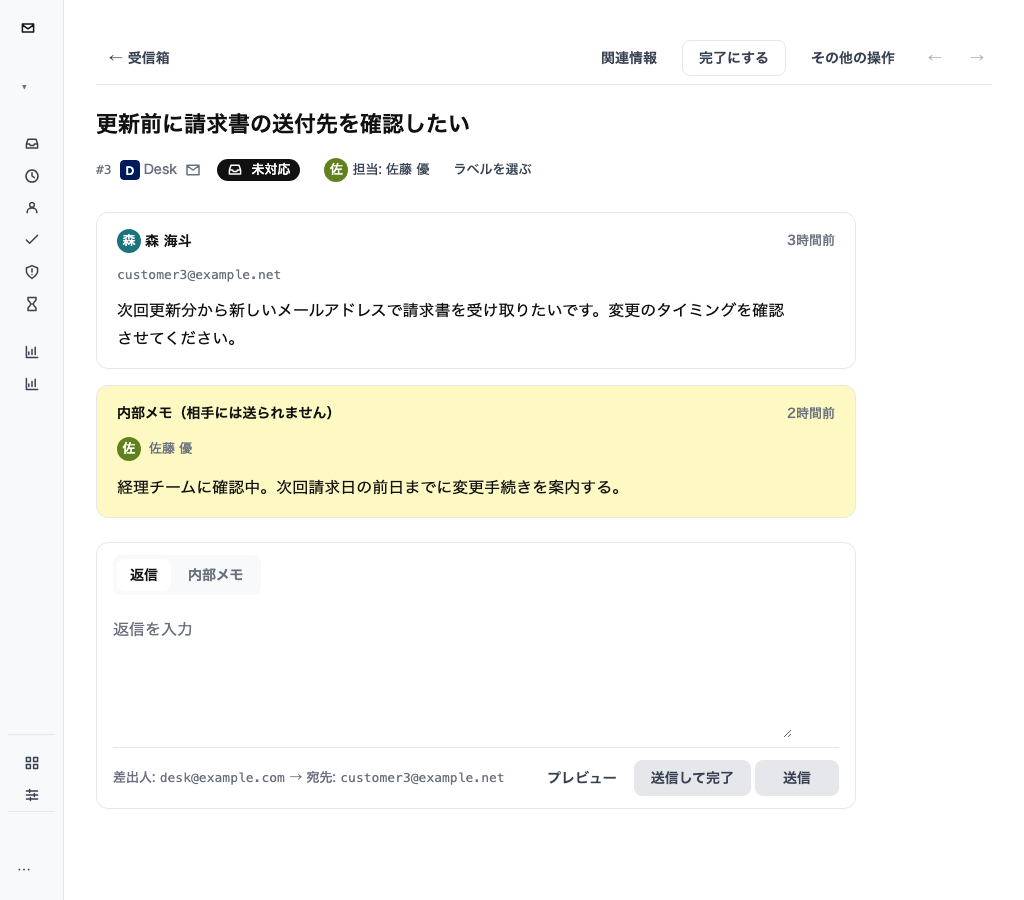 ← 受信箱
関連情報 完了にする その他の操作 ← →
更新前に請求書の送付先を確認したい
#3 D Desk 未対応 佐 担当: 佐藤 優 ラベルを選ぶ
森 森 海斗 3時間前
customer3@example.net
次回更新分から新しいメールアドレスで請求書を受け取りたいです。変更のタイミングを確認
させてください。
内部メモ（相手には送られません） 2時間前
佐 佐藤 優
経理チームに確認中。次回請求日の前日までに変更手続きを案内する。
返信 内部メモ
返信を入力
差出人: desk@example.com → 宛先: customer3@example.net プレビュー 送信して完了 送信
…